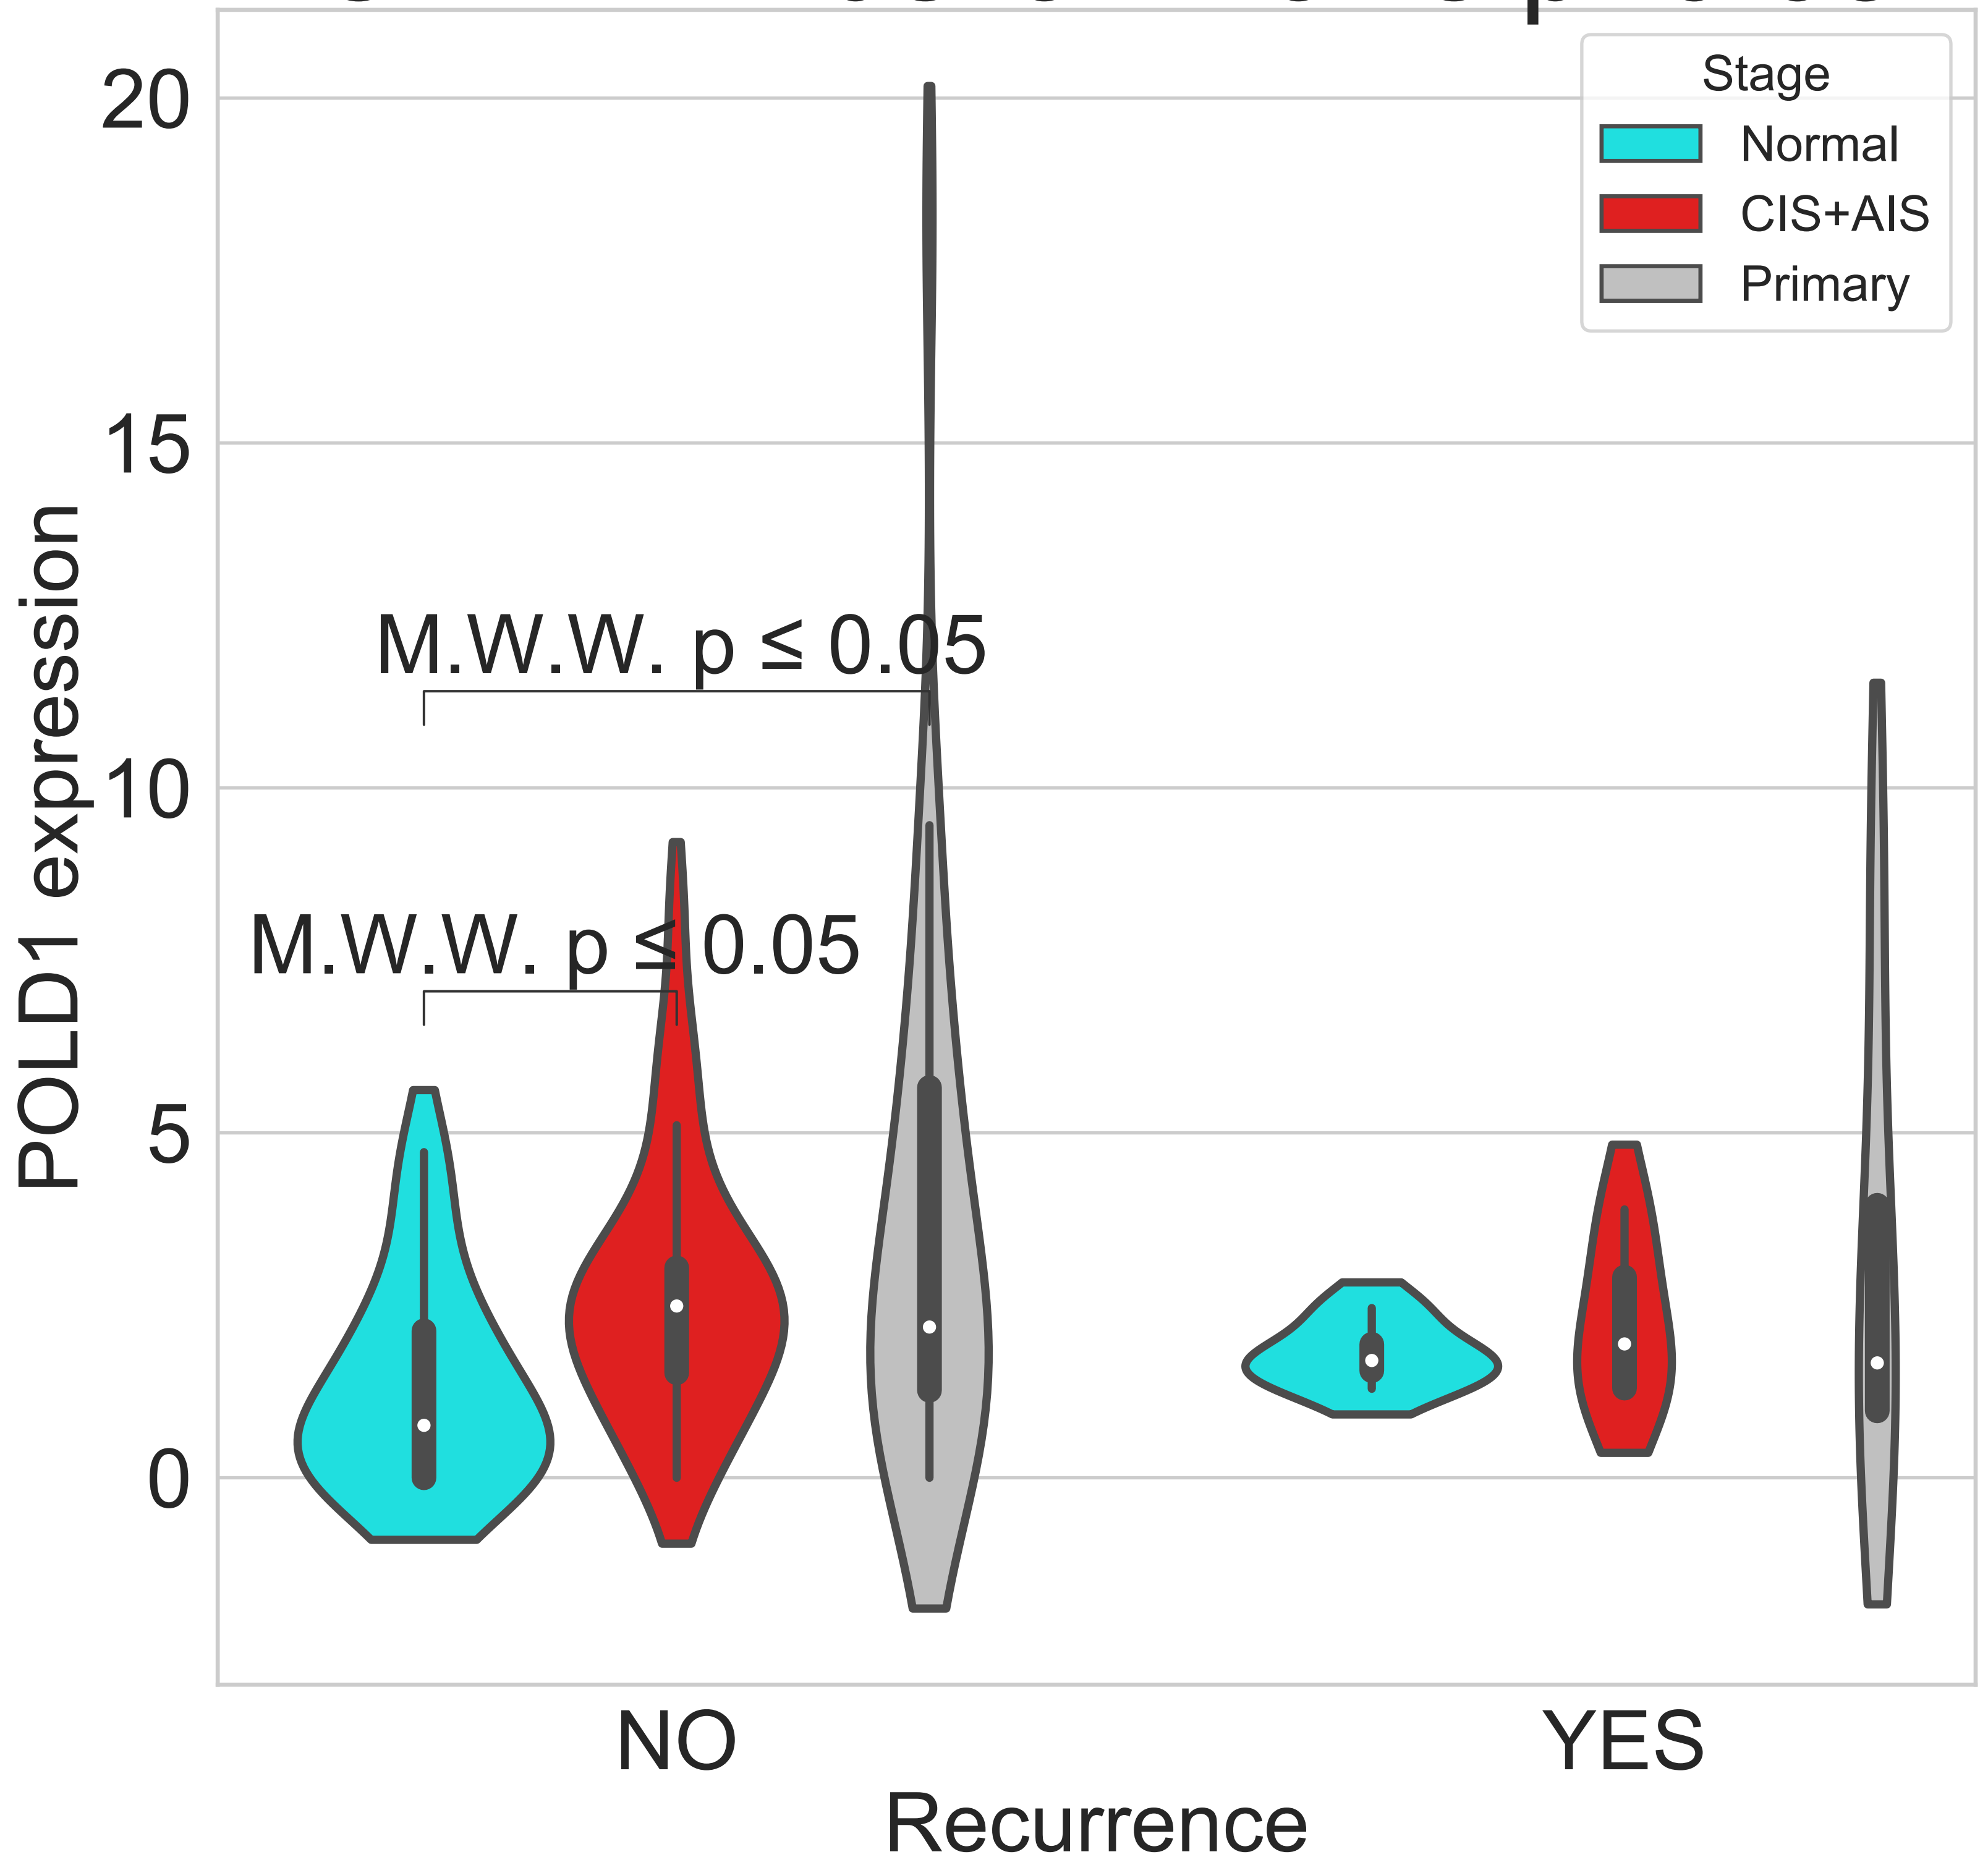 20
15
10
5
0
POLD1 expression
Stage
Normal
CIS+AIS
Primary
M.W.W. p ≤ 0.05
M.W.W. p ≤ 0.05
NO
YES
Recurrence